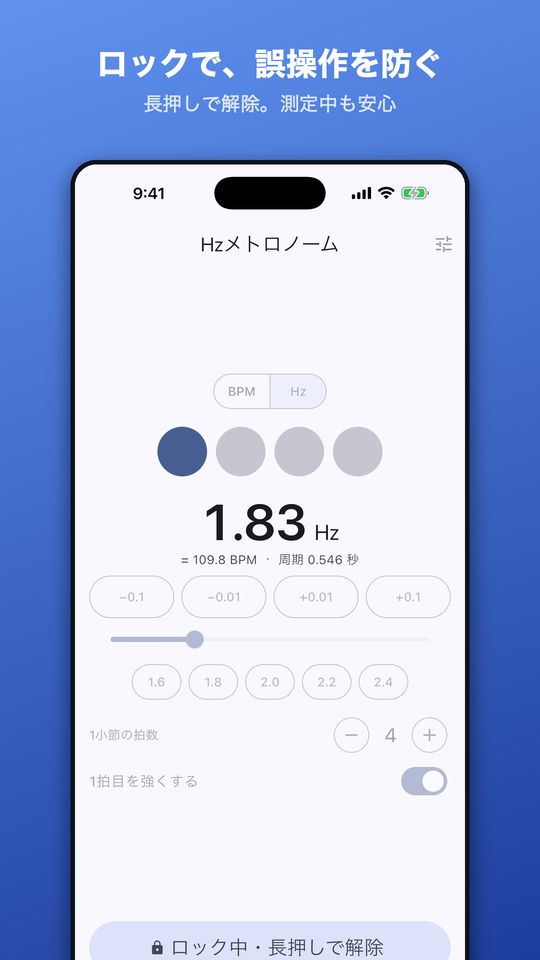 ロックで、誤操作を防ぐ
長押しで解除。測定中も安心
9:41
Hzメトロノーム
BPM Hz
1.83 Hz
= 109.8 BPM ・ 周期 0.546 秒
−0.1 −0.01 +0.01 +0.1
1.6 1.8 2.0 2.2 2.4
1小節の拍数 − 4 +
1拍目を強くする
ロック中・長押しで解除